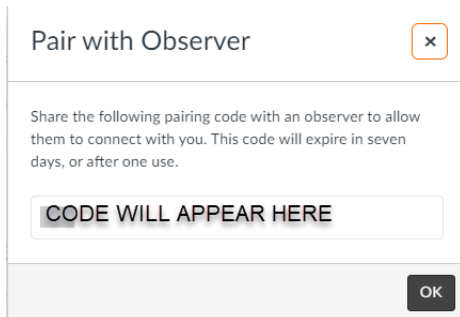 Pair with Observer
×
Share the following pairing code with an observer to allow
them to connect with you. This code will expire in seven
days, or after one use.
CODE WILL APPEAR HERE
OK